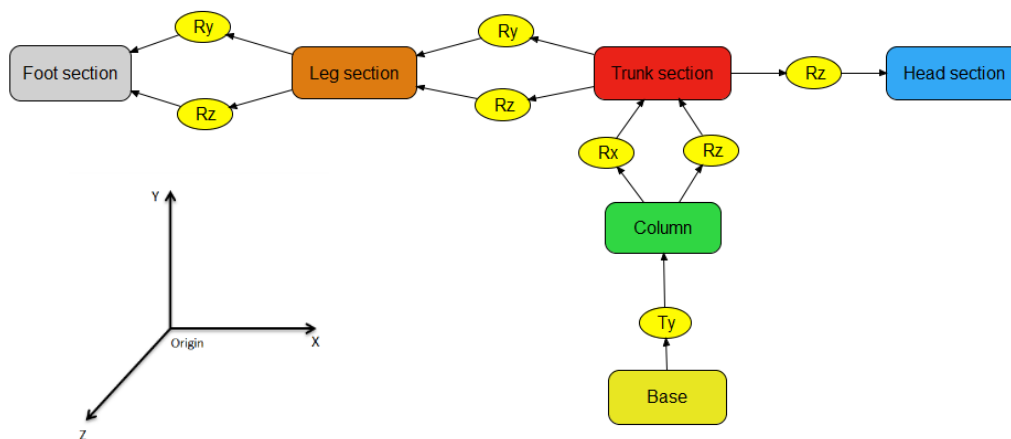 Ry
Ry
Foot section
Leg section
Trunk section
Rz
Head section
Rz
Rz
Rx
Rz
Y
Column
Ty
Origin
X
Base
Z